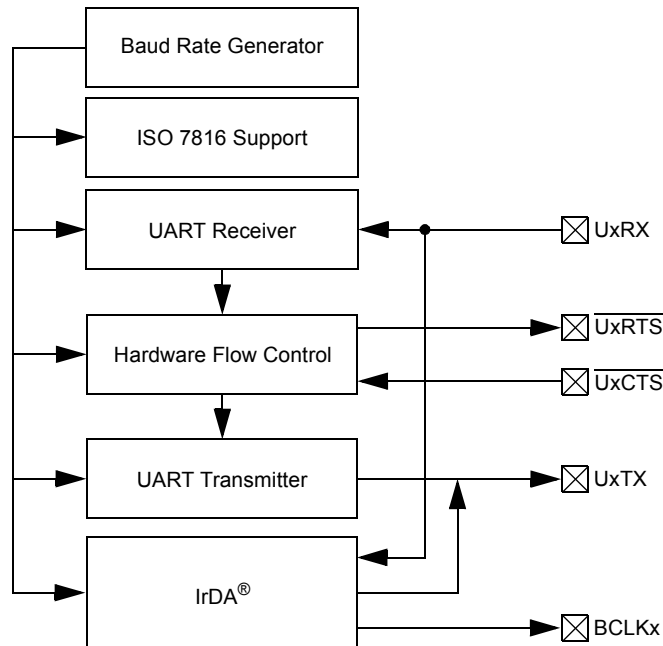 Baud Rate Generator
ISO 7816 Support
UART Receiver
UxRX
Hardware Flow Control
UxRTS
UxCTS
UART Transmitter
UxTX
IrDA®
BCLKx